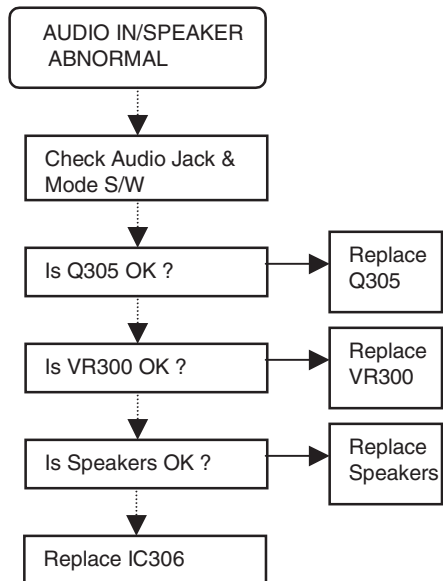 AUDIO IN/SPEAKER
ABNORMAL
Check Audio Jack &
Mode S/W
Is Q305 OK ?
Replace
Q305
Is VR300 OK ?
Replace
VR300
Is Speakers OK ?
Replace
Speakers
Replace IC306